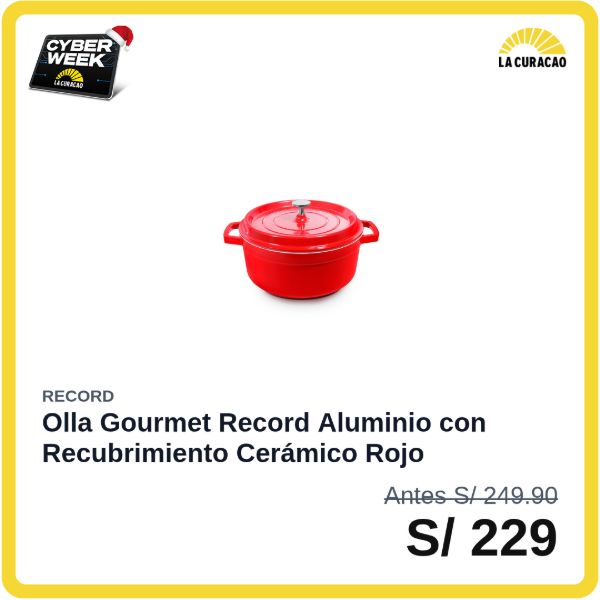 CYBER
WEEK
LA CURACAO
LA CURACAO
RECORD
Olla Gourmet Record Aluminio con
Recubrimiento Cerámico Rojo
Antes S/ 249.90
S/ 229